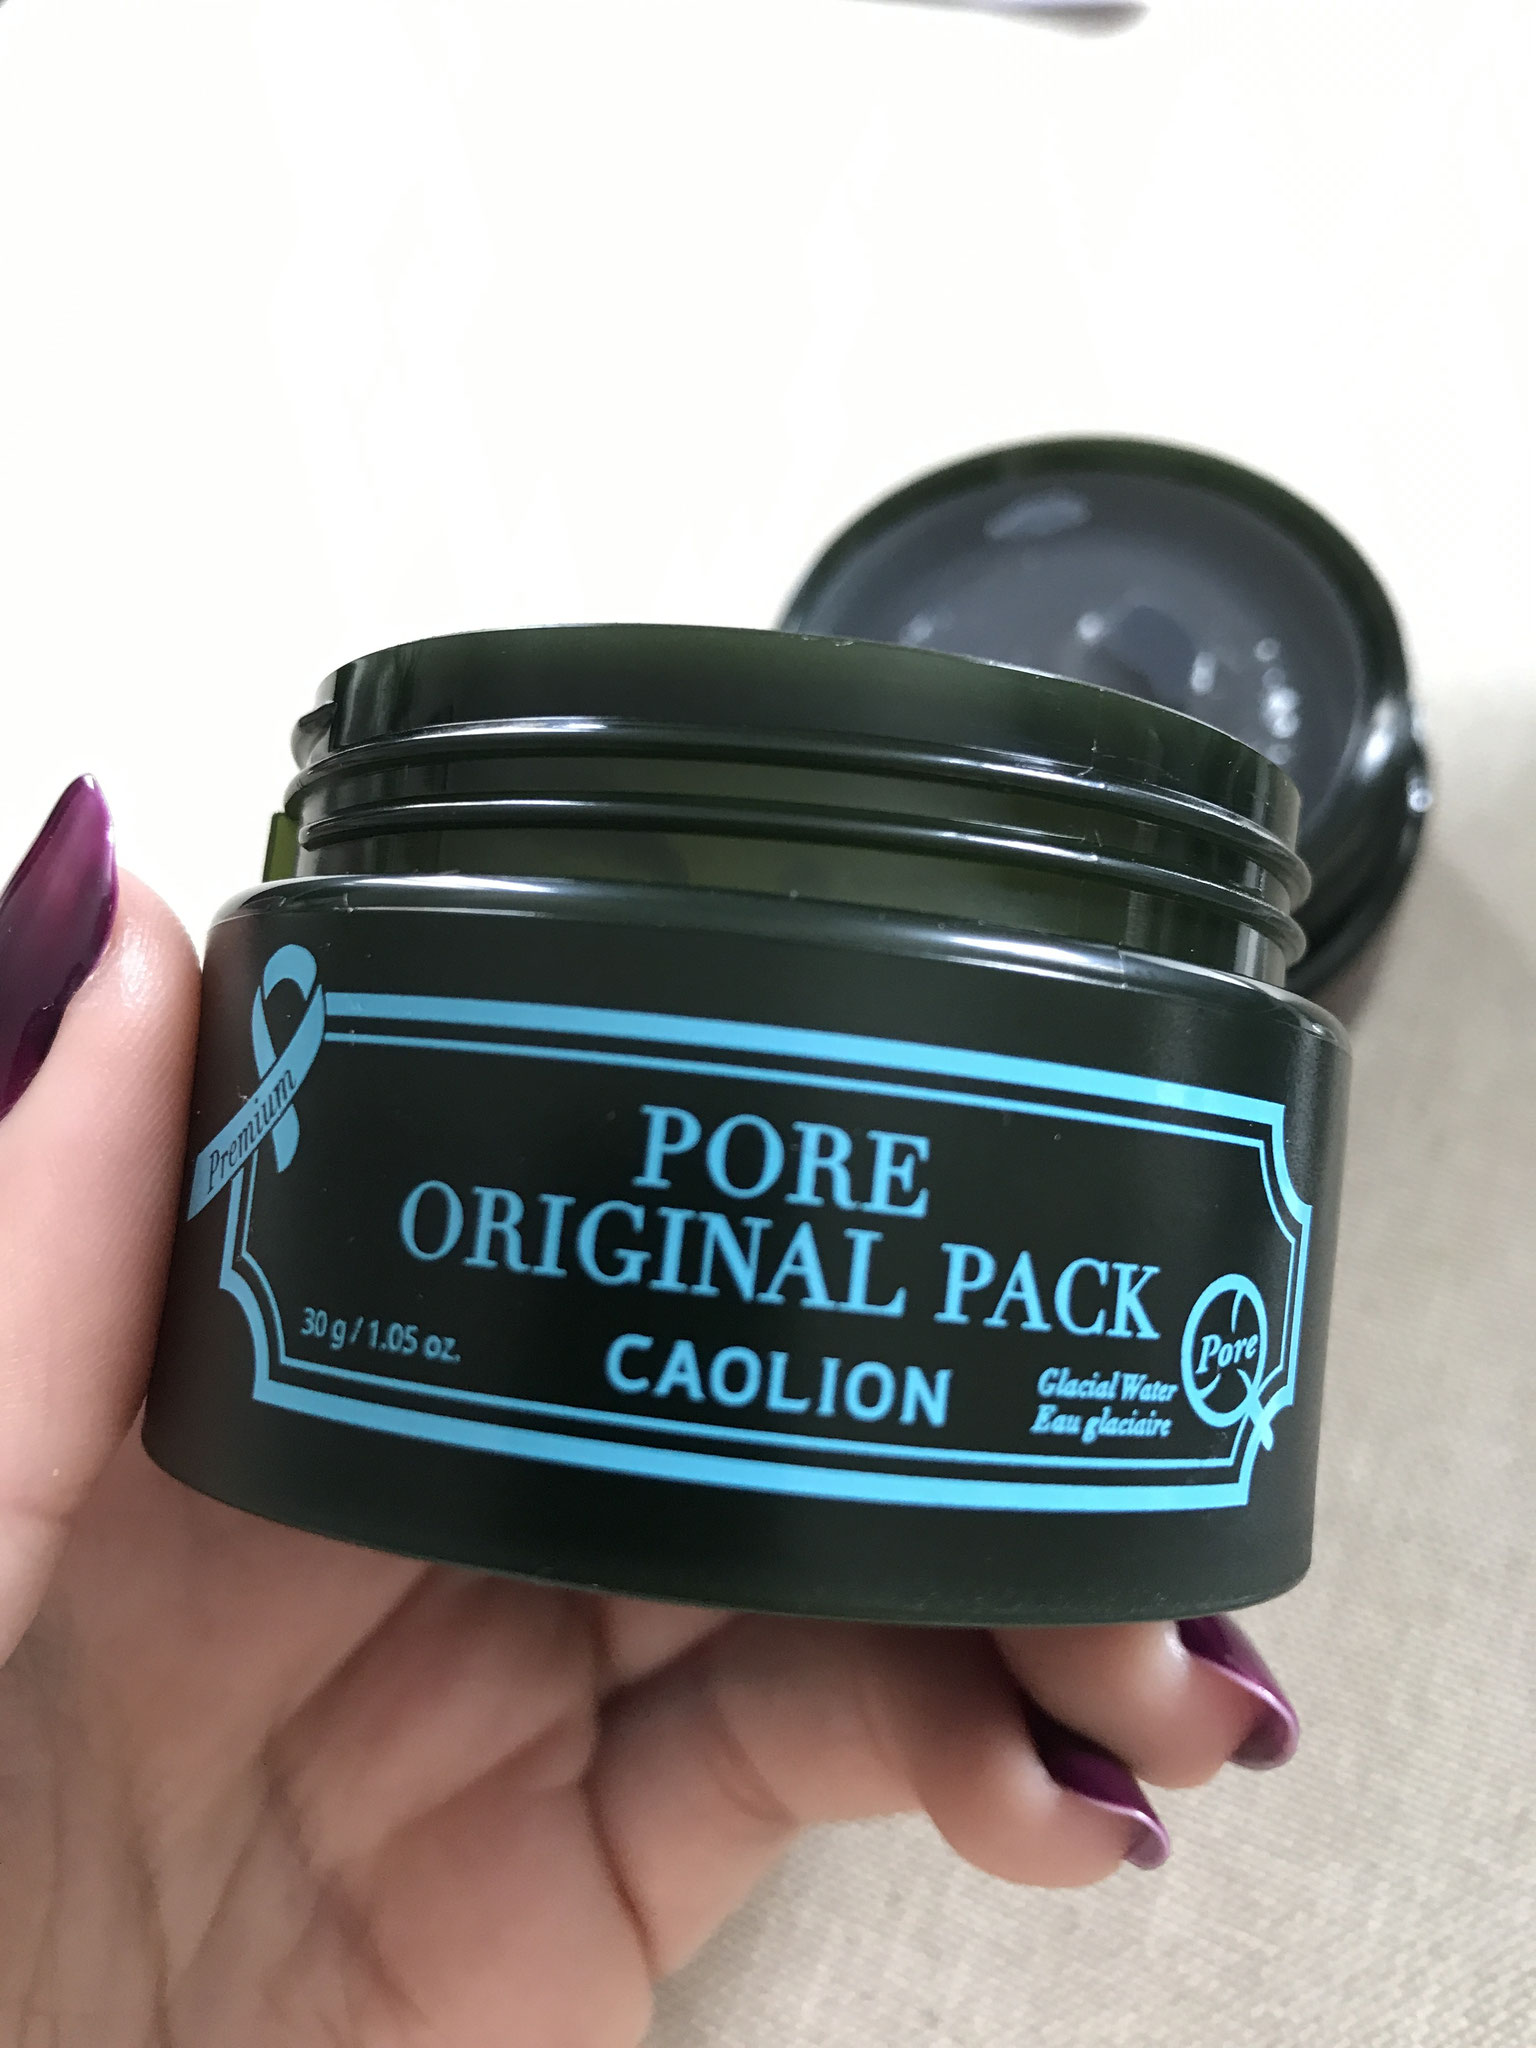 Premium
PORE
ORIGINAL PACK
30 g / 1.05 oz.
CAOLION
Glacial Water
Eau glaciaire
Pore